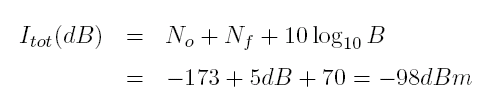 I_{tot}(dB) = N_o + N_f + 10 log_{10} B
= −173 + 5dB + 70 = −98dBm